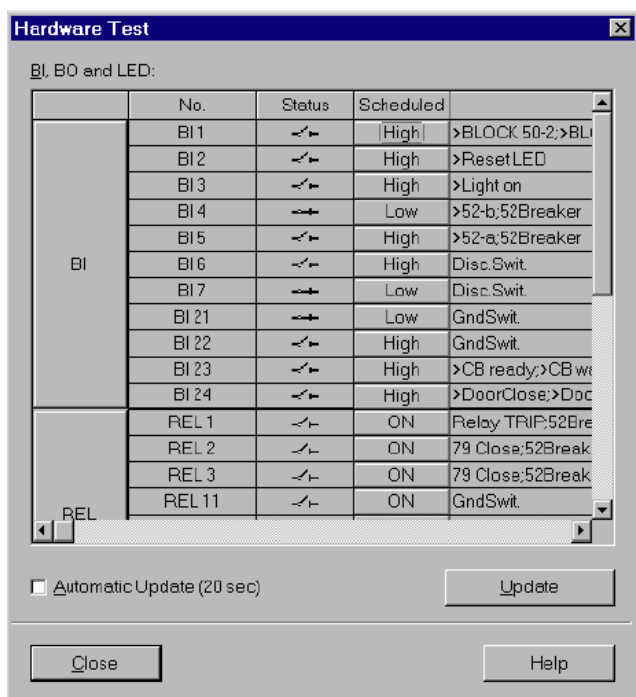 Hardware Test
BI, BO and LED:
No. Status Scheduled
BI
BI 1 High >BLOCK 50-2;>BL
BI 2 High >ResetLED
BI 3 High >Light on
BI 4 Low >52-b;52Breaker
BI 5 High >52-a;52Breaker
BI 6 High Disc.Swit.
BI 7 Low Disc.Swit.
BI 21 Low GndSwit.
BI 22 High GndSwit.
BI 23 High >CB ready;>CB wa
BI 24 High >DoorClose;>Doo
REL
REL 1 ON Relay TRIP;52Bre
REL 2 ON 79 Close;52Break
REL 3 ON 79 Close;52Break
REL 11 ON GndSwit.
Automatic Update (20 sec)
Update
Close
Help